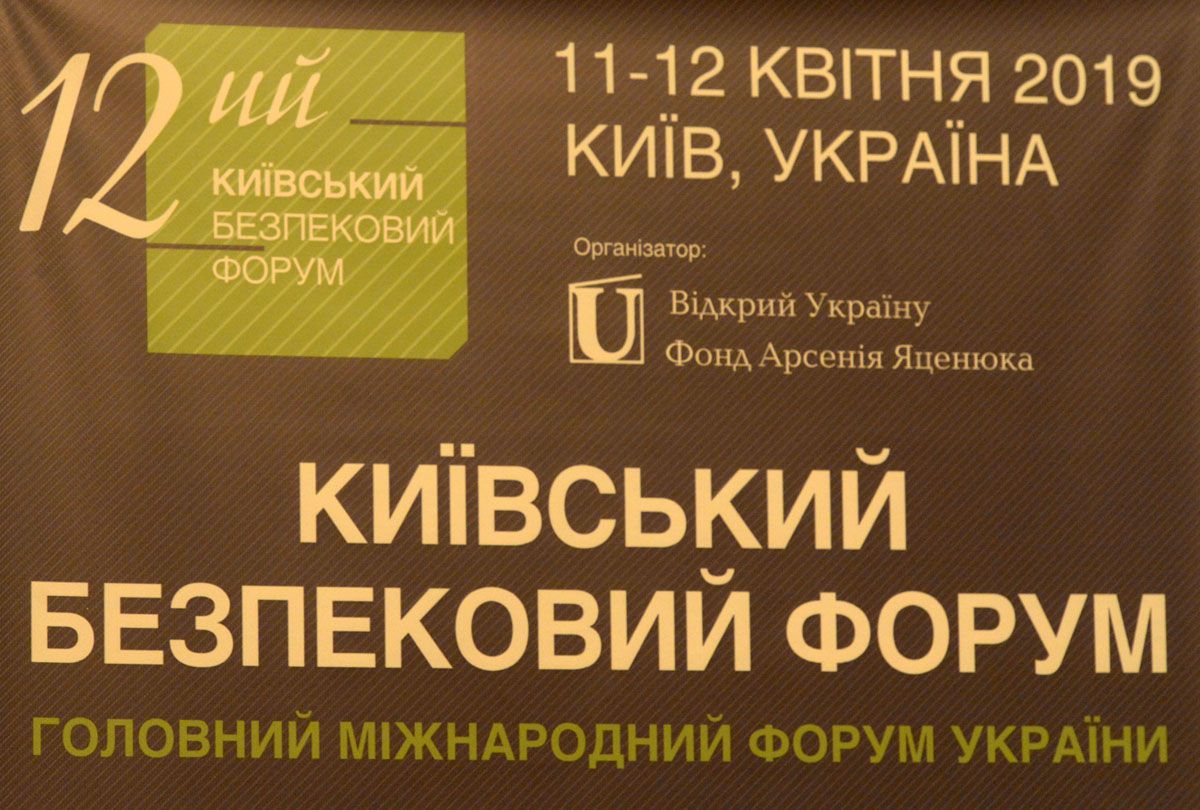 12ий
КИЇВСЬКИЙ
БЕЗПЕКОВИЙ
ФОРУМ
11-12 КВІТНЯ 2019
КИЇВ, УКРАЇНА
Організатор:
U
Відкрий Україну
Фонд Арсенія Яценюка
КИЇВСЬКИЙ
БЕЗПЕКОВИЙ ФОРУМ
ГОЛОВНИЙ МІЖНАРОДНИЙ ФОРУМ УКРАЇНИ